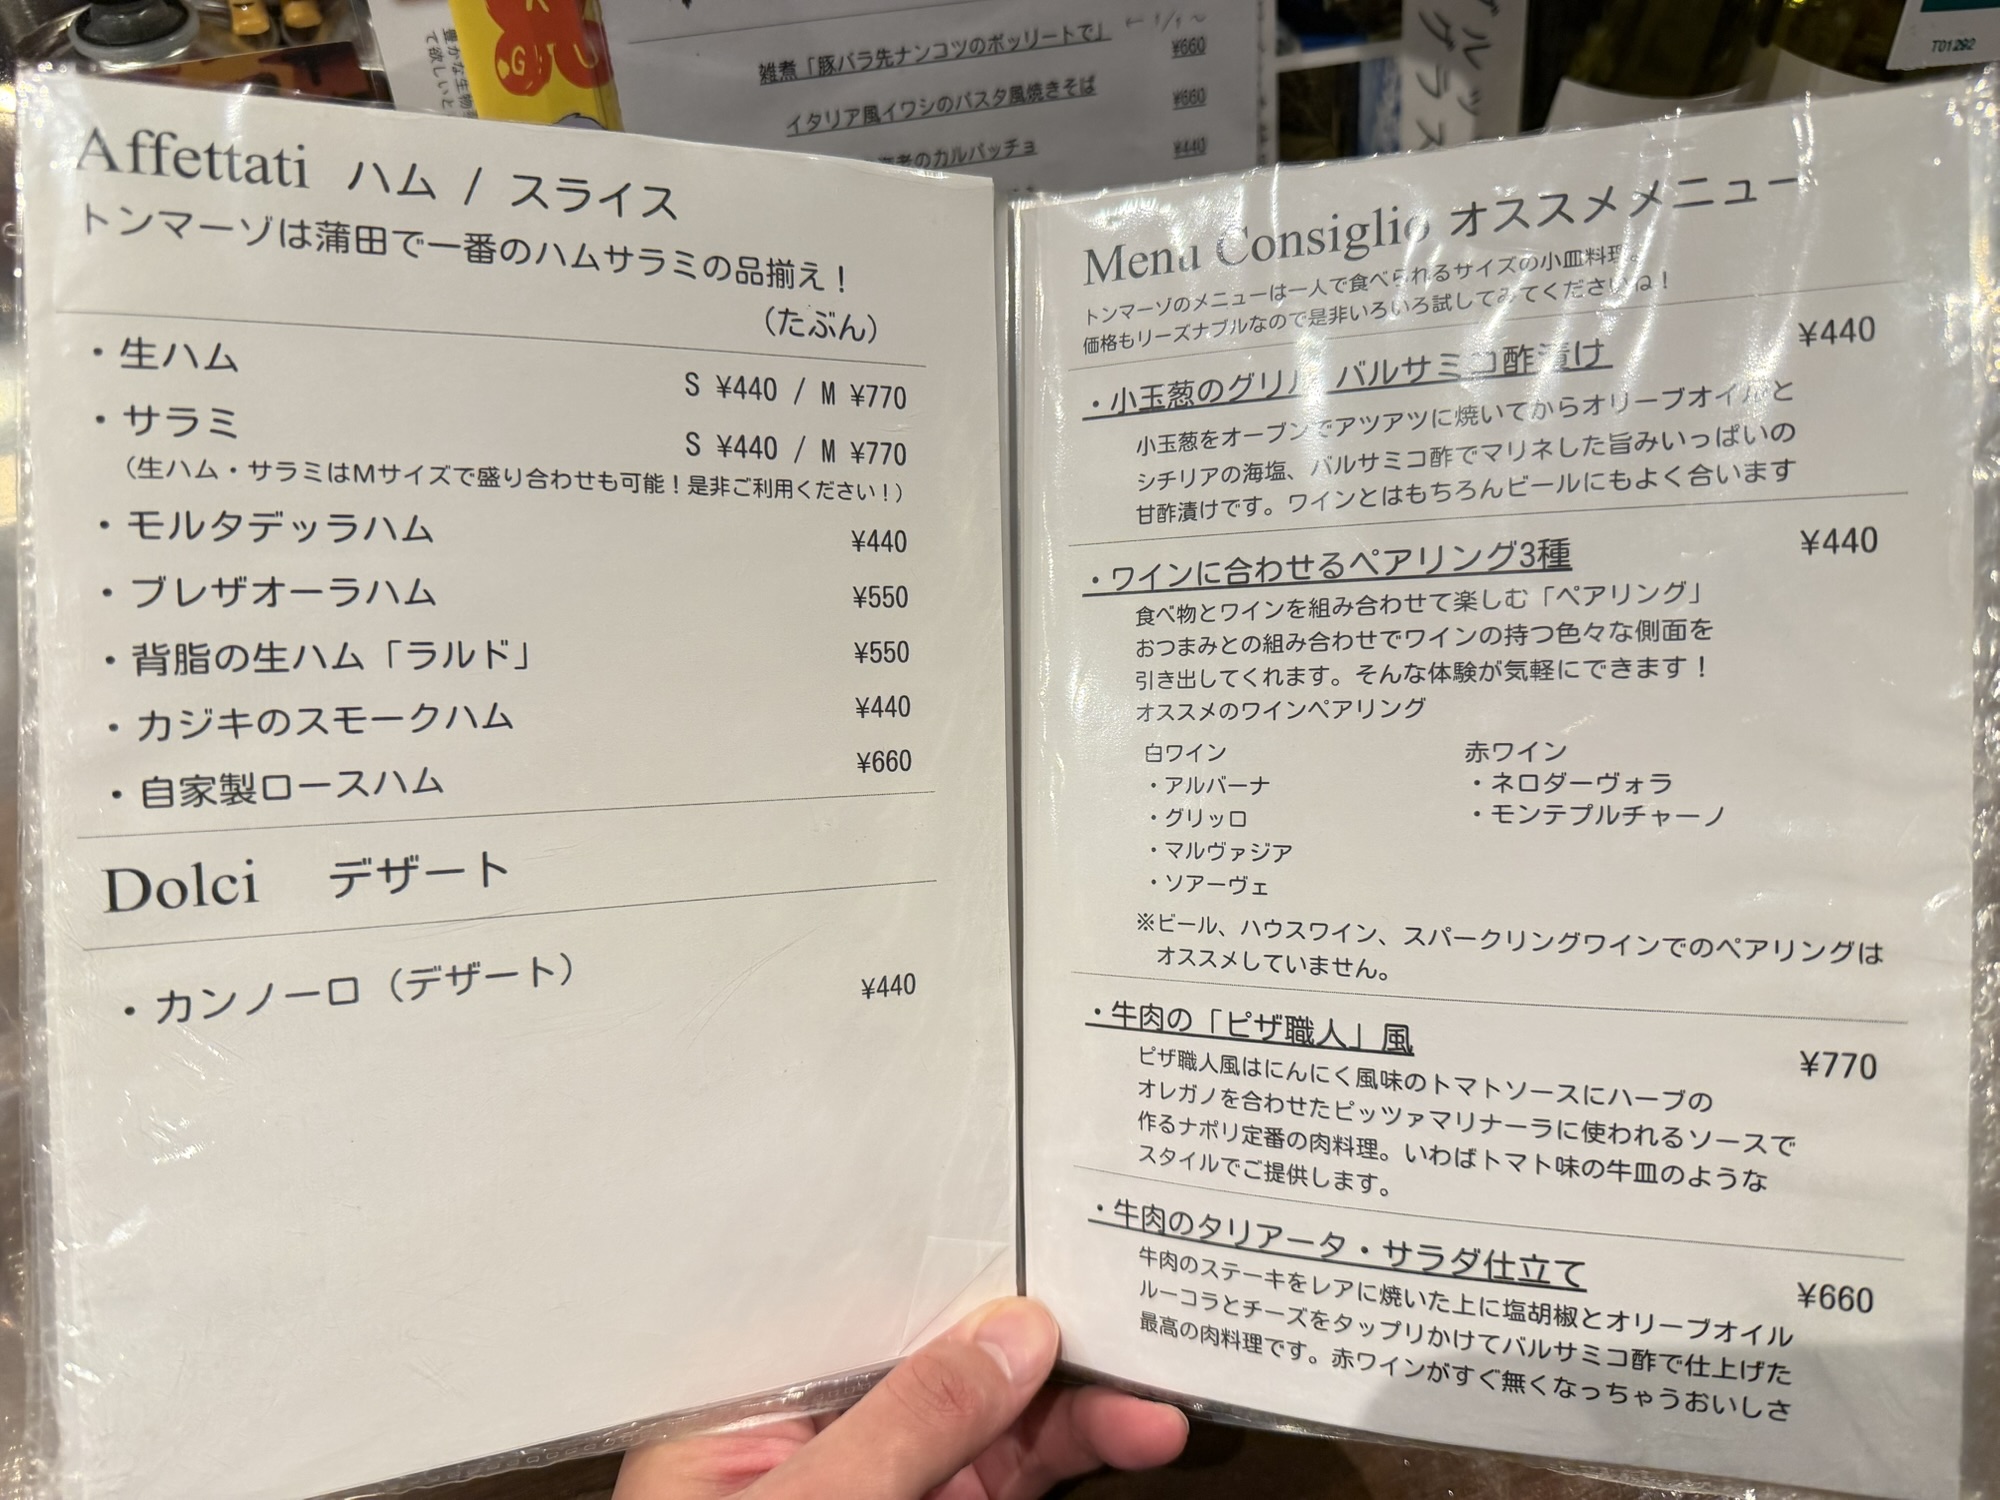 雑煮「豚バラ先ナンコツのボッリートで」 ¥660
イタリア風イワシのパスタ風焼きそば ¥660
のカルパッチョ ¥440
T01292
Affettati ハム / スライス
トンマーゾは蒲田で一番のハムサラミの品揃え！
（たぶん）
・生ハム S ¥440 / M ¥770
・サラミ S ¥440 / M ¥770
（生ハム・サラミはMサイズで盛り合わせも可能！是非ご利用ください！）
・モルタデッラハム ¥440
・ブレザオーラハム ¥550
・背脂の生ハム「ラルド」 ¥550
・カジキのスモークハム ¥440
・自家製ロースハム ¥660
Dolci デザート
・カンノーロ（デザート） ¥440
Menu Consiglio オススメメニュー
トンマーゾのメニューは一人で食べられるサイズの小皿料理。
価格もリーズナブルなので是非いろいろ試してみてくださいね！
・小玉葱のグリル バルサミコ酢漬け ¥440
小玉葱をオーブンでアツアツに焼いてからオリーブオイルと
シチリアの海塩、バルサミコ酢でマリネした旨みいっぱいの
甘酢漬けです。ワインとはもちろんビールにもよく合います
・ワインに合わせるペアリング3種 ¥440
食べ物とワインを組み合わせて楽しむ「ペアリング」
おつまみとの組み合わせでワインの持つ色々な側面を
引き出してくれます。そんな体験が気軽にできます！
オススメのワインペアリング
白ワイン 赤ワイン
・アルバーナ ・ネロダーヴォラ
・グリッロ ・モンテプルチャーノ
・マルヴァジア
・ソアーヴェ
※ビール、ハウスワイン、スパークリングワインでのペアリングは
オススメしていません。
・牛肉の「ピザ職人」風 ¥770
ピザ職人風はにんにく風味のトマトソースにハーブの
オレガノを合わせたピッツァマリナーラに使われるソースで
作るナポリ定番の肉料理。いわばトマト味の牛皿のような
スタイルでご提供します。
・牛肉のタリアータ・サラダ仕立て ¥660
牛肉のステーキをレアに焼いた上に塩胡椒とオリーブオイル
ルーコラとチーズをタップリかけてバルサミコ酢で仕上げた
最高の肉料理です。赤ワインがすぐ無くなっちゃうおいしさ